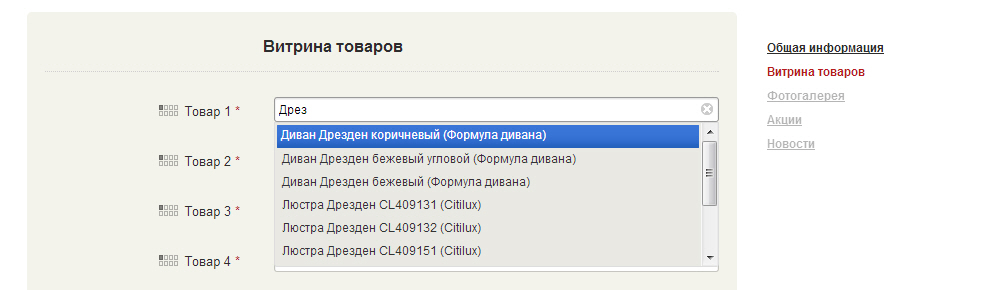 Витрина товаров
Товар 1 *
Дрез
Диван Дрезден коричневый (Формула дивана)
Диван Дрезден бежевый угловой (Формула дивана)
Диван Дрезден бежевый (Формула дивана)
Люстра Дрезден CL409131 (Citilux)
Люстра Дрезден CL409132 (Citilux)
Люстра Дрезден CL409151 (Citilux)
Товар 2 *
Товар 3 *
Товар 4 *
Общая информация
Витрина товаров
Фотогалерея
Акции
Новости